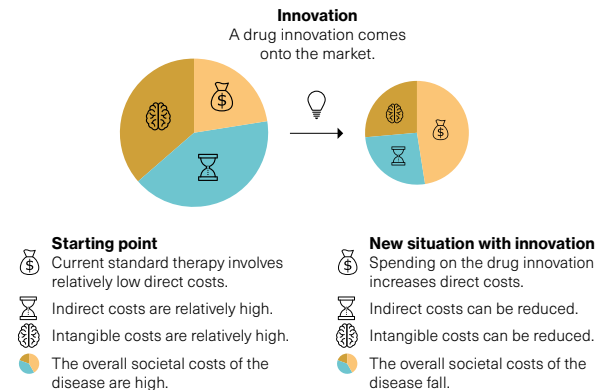 Innovation
A drug innovation comes
onto the market.
$
$
Starting point
$
Current standard therapy involves
relatively low direct costs.
Indirect costs are relatively high.
Intangible costs are relatively high.
The overall societal costs of the
disease are high.
New situation with innovation
$
Spending on the drug innovation
increases direct costs.
Indirect costs can be reduced.
Intangible costs can be reduced.
The overall societal costs of the
disease fall.